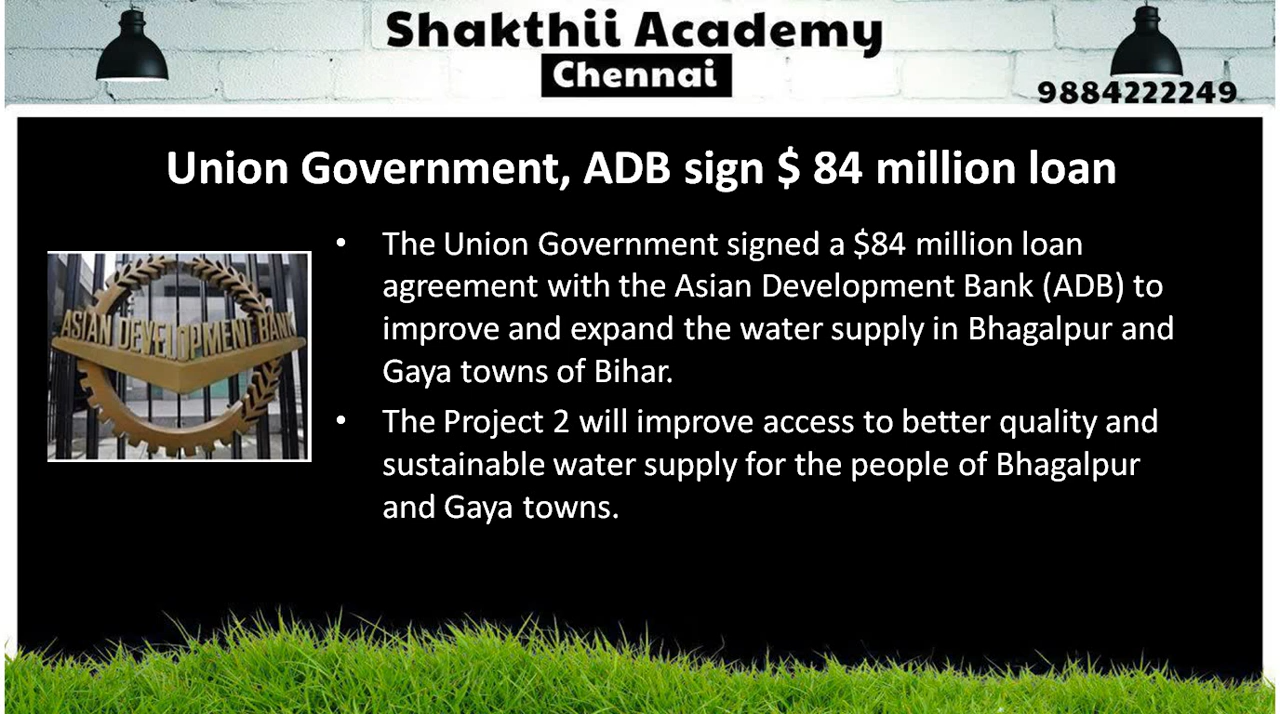 Shakthii Academy
Chennai
9884222249
Union Government, ADB sign $ 84 million loan
ASIAN DEVELOPMENT BANK
• The Union Government signed a $84 million loan
agreement with the Asian Development Bank (ADB) to
improve and expand the water supply in Bhagalpur and
Gaya towns of Bihar.
• The Project 2 will improve access to better quality and
sustainable water supply for the people of Bhagalpur
and Gaya towns.